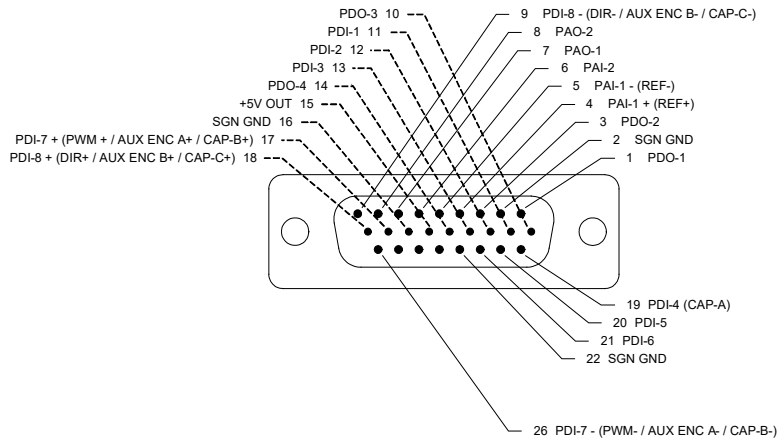 PDO-3 10
PDI-1 11
PDI-2 12
PDI-3 13
PDO-4 14
+5V OUT 15
SGN GND 16
PDI-7 + (PWM + / AUX ENC A+ / CAP-B+) 17
PDI-8 + (DIR+ / AUX ENC B+ / CAP-C+) 18
9 PDI-8 - (DIR- / AUX ENC B- / CAP-C-)
8 PAO-2
7 PAO-1
6 PAI-2
5 PAI-1 - (REF-)
4 PAI-1 + (REF+)
3 PDO-2
2 SGN GND
1 PDO-1
19 PDI-4 (CAP-A)
20 PDI-5
21 PDI-6
22 SGN GND
26 PDI-7 - (PWM- / AUX ENC A- / CAP-B-)